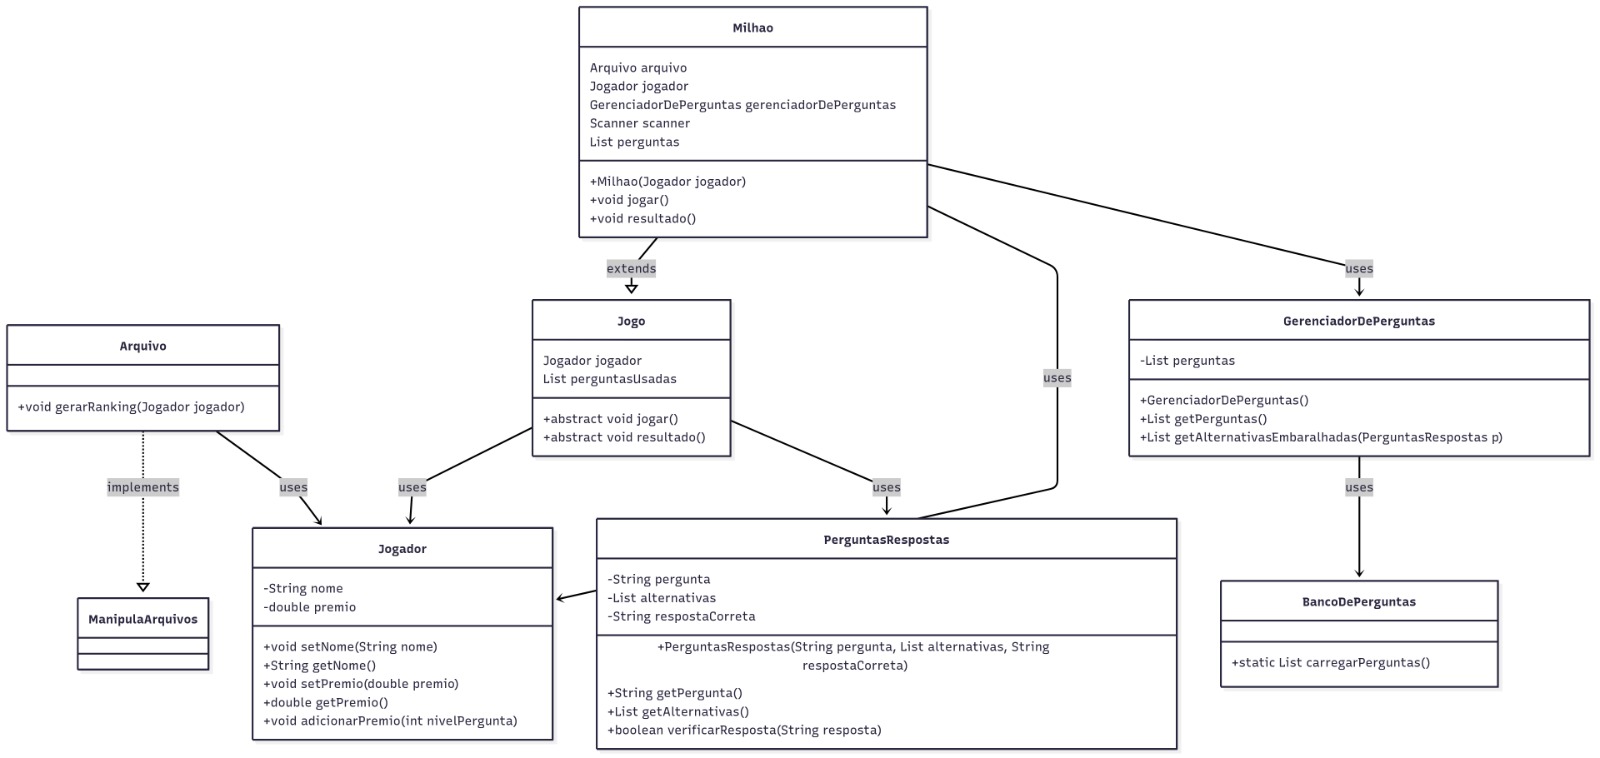 Milhao
Arquivo arquivo
Jogador jogador
GerenciadorDePerguntas gerenciadorDePerguntas
Scanner scanner
List perguntas
+Milhao(Jogador jogador)
+void jogar()
+void resultado()
extends
uses
uses
Jogo
Jogador jogador
List perguntasUsadas
+abstract void jogar()
+abstract void resultado()
GerenciadorDePerguntas
-List perguntas
+GerenciadorDePerguntas()
+List getPerguntas()
+List getAlternativasEmbaralhadas(PerguntasRespostas p)
Arquivo
+void gerarRanking(Jogador jogador)
implements
uses
uses
uses
uses
ManipulaArquivos
Jogador
-String nome
-double premio
+void setNome(String nome)
+String getNome()
+void setPremio(double premio)
+double getPremio()
+void adicionarPremio(int nivelPergunta)
PerguntasRespostas
-String pergunta
-List alternativas
-String respostaCorreta
+PerguntasRespostas(String pergunta, List alternativas, String
respostaCorreta)
+String getPergunta()
+List getAlternativas()
+boolean verificarResposta(String resposta)
BancoDePerguntas
+static List carregarPerguntas()